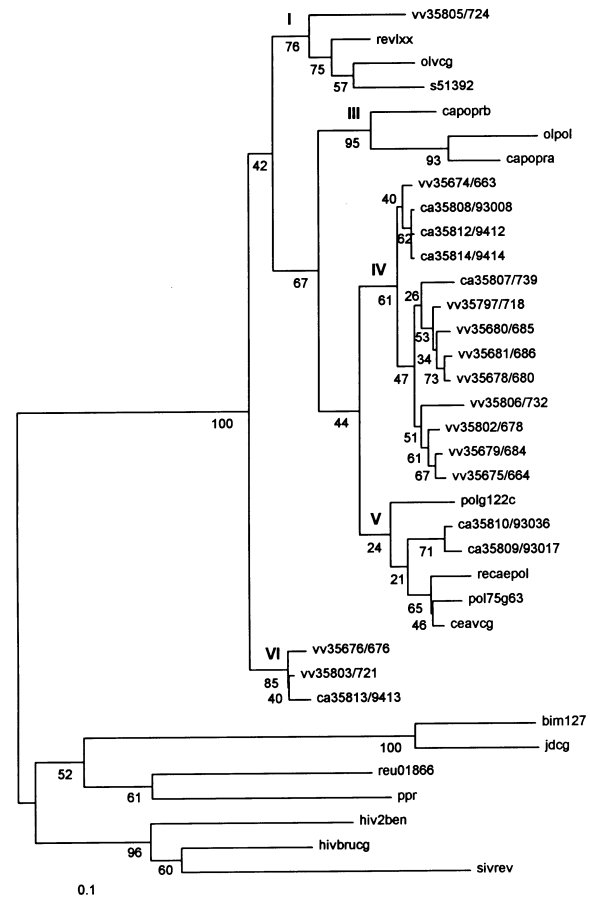 I
vv35805/724
76
revlxx
75
olvcg
57
s51392
III
capoprb
olpol
95
93
capopra
42
vv35674/663
40
ca35808/93008
ca35812/9412
62
ca35814/9414
IV
67
61
ca35807/739
26
vv35797/718
vv35680/685
53
34
vv35681/686
47
73
vv35678/680
vv35806/732
100
44
vv35802/678
51
vv35679/684
61
67
vv35675/664
polg122c
V
ca35810/93036
24
71
ca35809/93017
recaepol
21
pol75g63
65
46
ceavcg
VI
vv35676/676
vv35803/721
85
40
ca35813/9413
bim127
100
jdcg
52
reu01866
61
ppr
hiv2ben
96
hivbrucg
60
sivrev
0.1